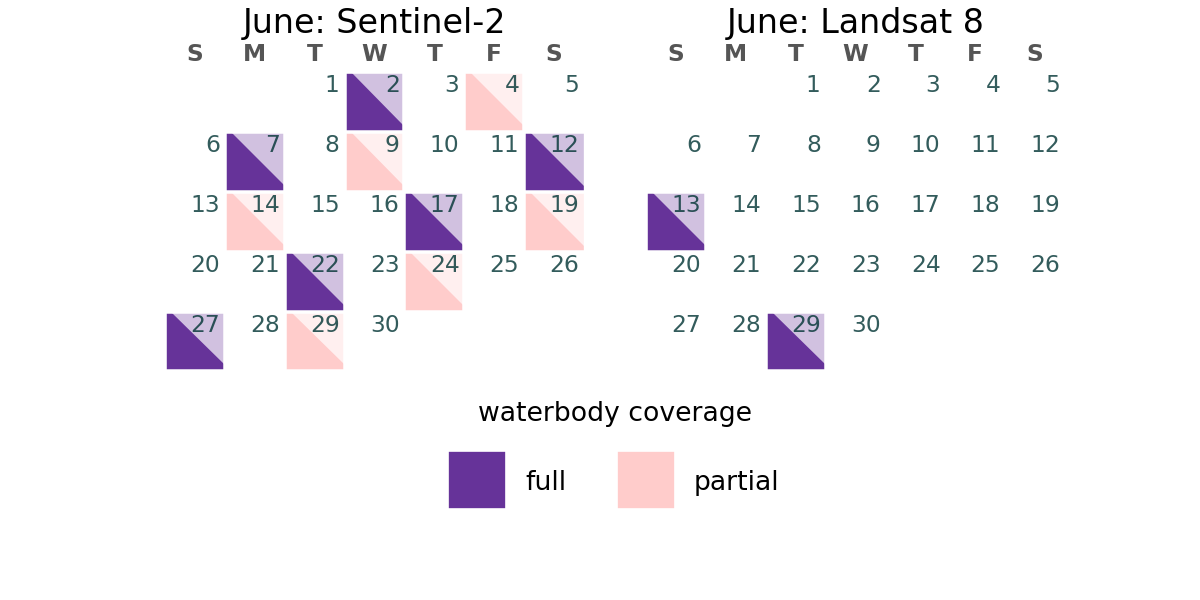 June: Sentinel-2
S M T W T F S
1 2 3 4 5
6 7 8 9 10 11 12
13 14 15 16 17 18 19
20 21 22 23 24 25 26
27 28 29 30
June: Landsat 8
S M T W T F S
1 2 3 4 5
6 7 8 9 10 11 12
13 14 15 16 17 18 19
20 21 22 23 24 25 26
27 28 29 30
waterbody coverage
full
partial